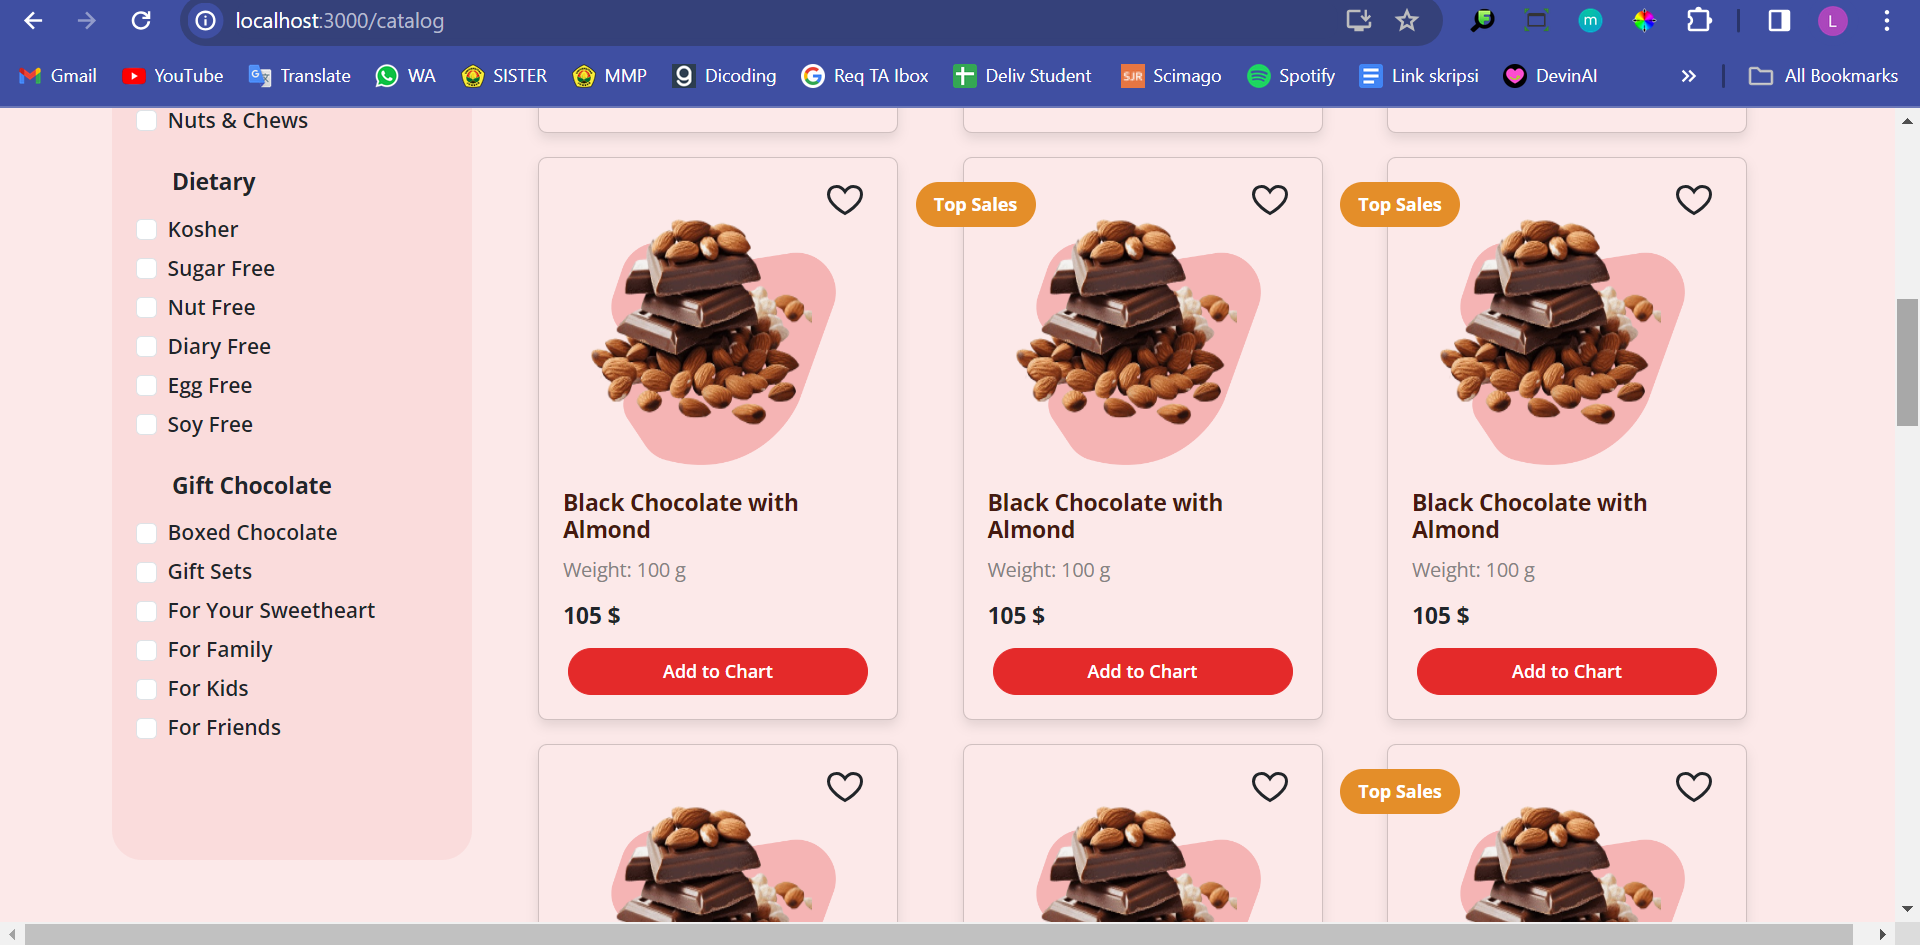 localhost:3000/catalog
m
L
Gmail
YouTube
Translate
WA
SISTER
MMP
Dicoding
Req TA Ibox
Deliv Student
SJR
Scimago
Spotify
Link skripsi
DevinAI
All Bookmarks
Nuts & Chews
Dietary
Kosher
Sugar Free
Nut Free
Diary Free
Egg Free
Soy Free
Gift Chocolate
Boxed Chocolate
Gift Sets
For Your Sweetheart
For Family
For Kids
For Friends
Black Chocolate with
Almond
Weight: 100 g
105 $
Add to Chart
Top Sales
Black Chocolate with
Almond
Weight: 100 g
105 $
Add to Chart
Top Sales
Black Chocolate with
Almond
Weight: 100 g
105 $
Add to Chart
Top Sales